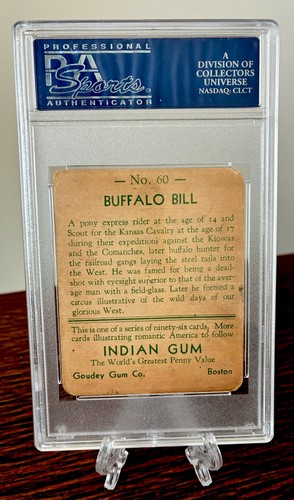 PROFESSIONAL
PSA
Sports
AUTHENTICATOR
A
DIVISION OF
COLLECTORS
UNIVERSE
NASDAQ: CLCT
— No. 60 —
BUFFALO BILL
A pony express rider at the age of 14 and
Scout for the Kansas Cavalry at the age of 17
during their expeditions against the Kiowas
and the Comanches, later buffalo hunter for
the railroad gangs laying the steel rails into
the West. He was famed for being a dead-
shot with eyesight superior to that of the aver-
age man with a field-glass. Later he formed a
circus illustrative of the wild days of our
glorious West.
This is one of a series of ninety-six cards. More
cards illustrating romantic America to follow.
INDIAN GUM
The World's Greatest Penny Value
Goudey Gum Co. Boston